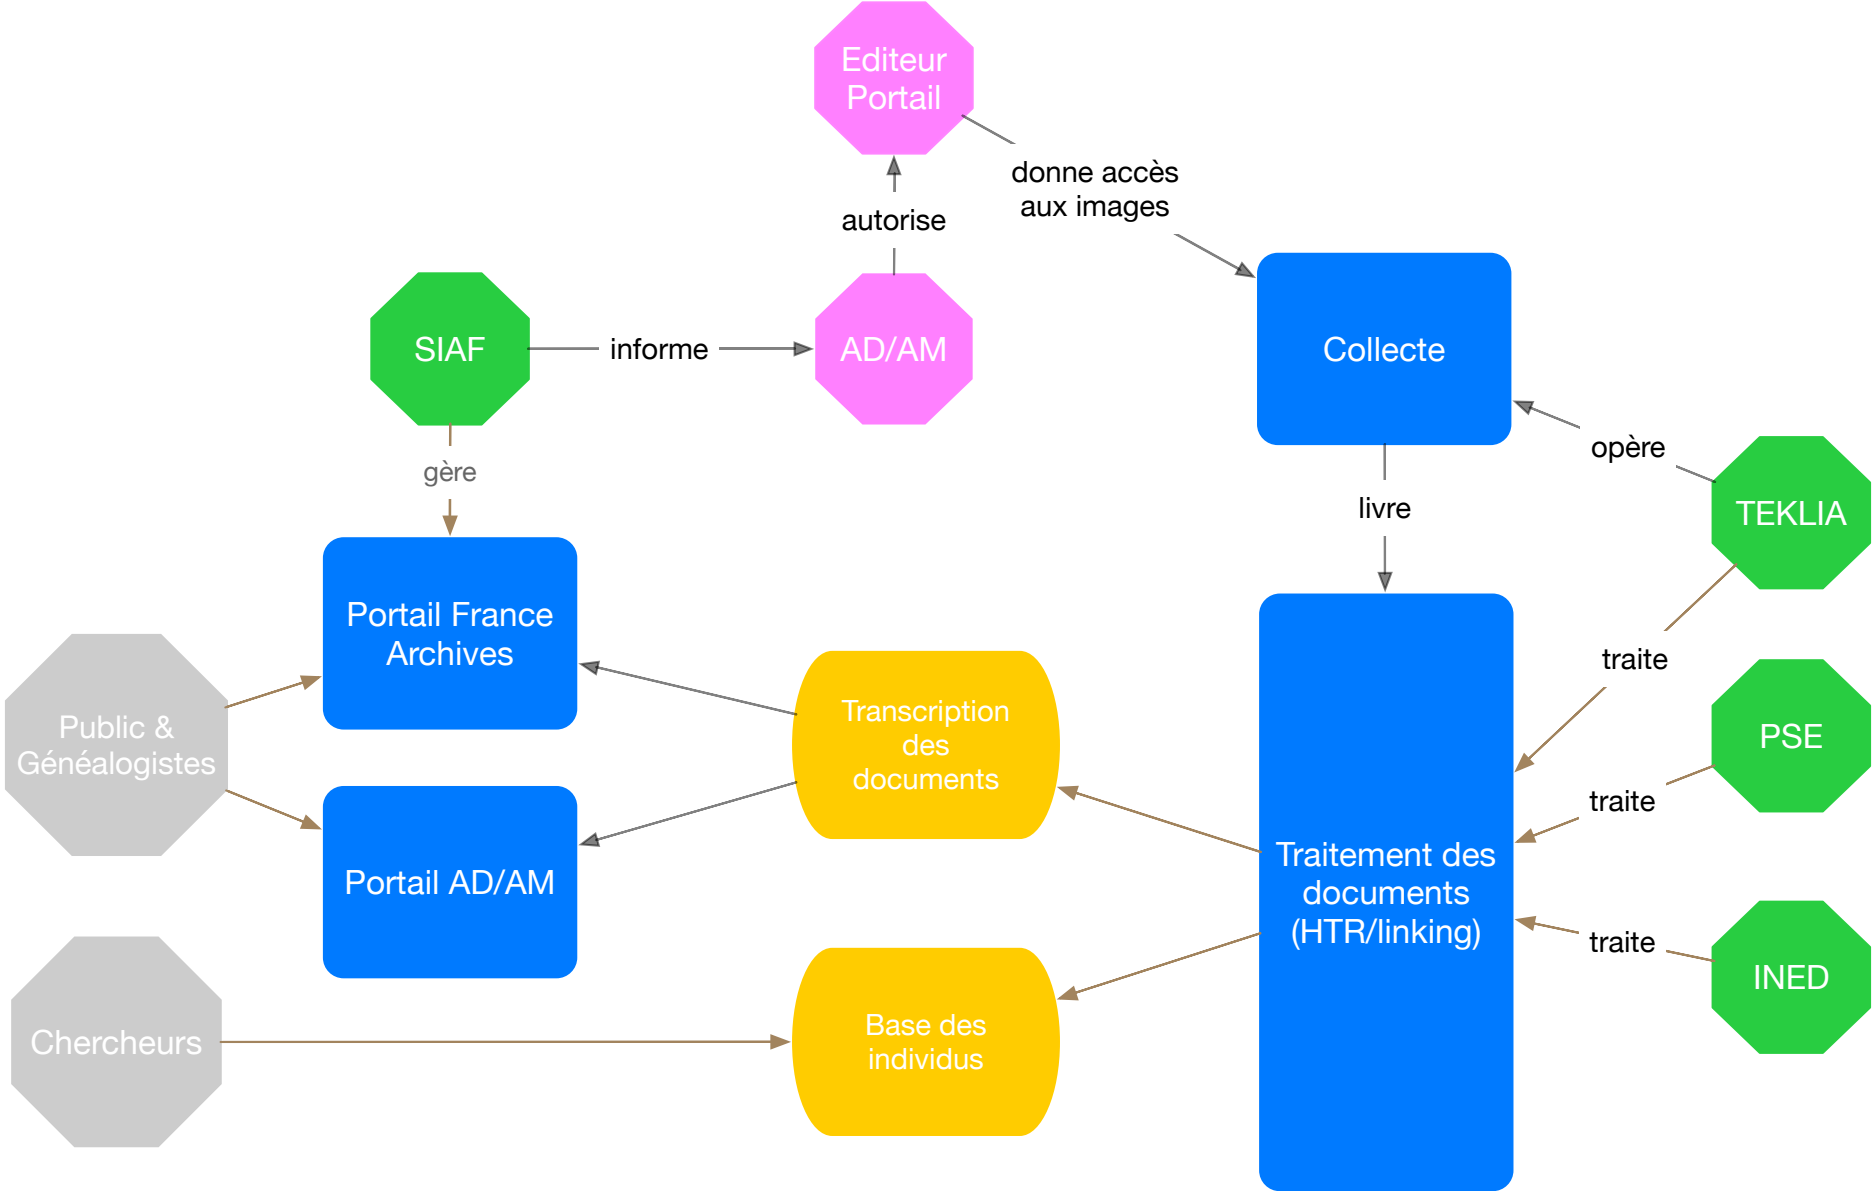 Editeur
Portail
donne accès
aux images
autorise
SIAF
informe
AD/AM
Collecte
gère
opère
TEKLIA
livre
Portail France
Archives
traite
Public &
Généalogistes
Transcription
des
documents
PSE
traite
Portail AD/AM
Traitement des
documents
(HTR/linking)
traite
INED
Chercheurs
Base des
individus